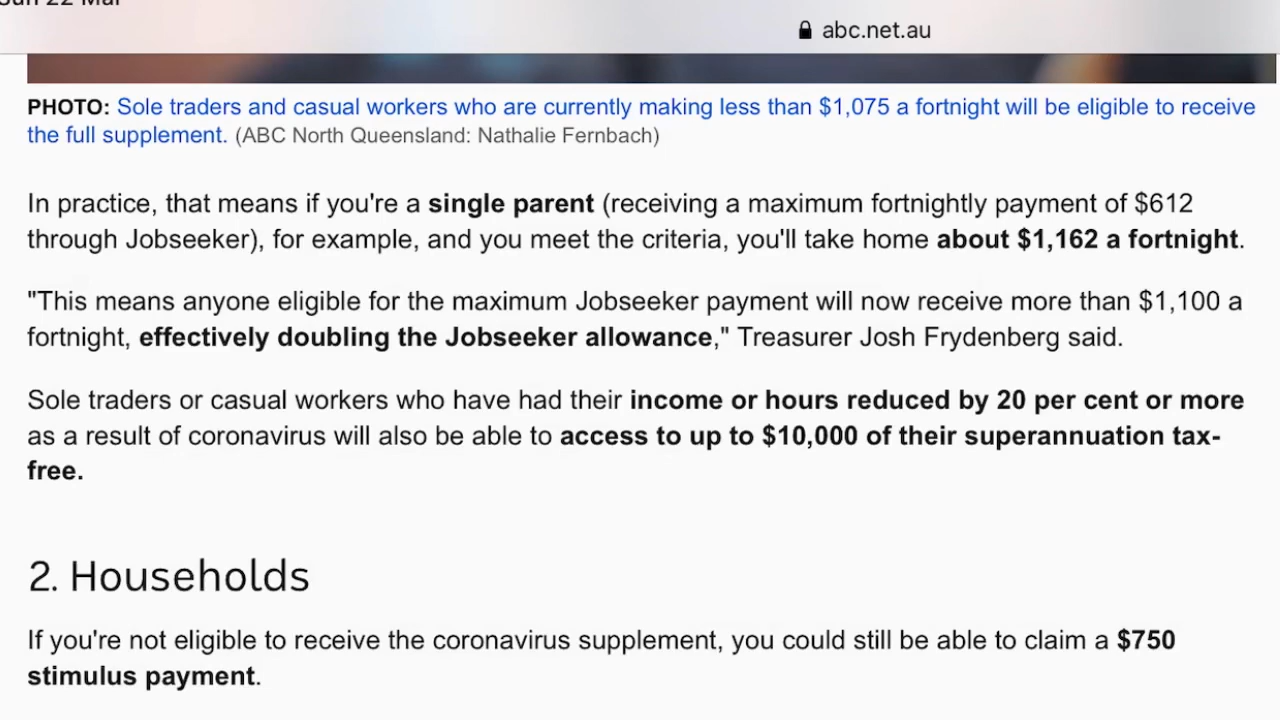 Sun 22 Mar
abc.net.au
PHOTO: Sole traders and casual workers who are currently making less than $1,075 a fortnight will be eligible to receive
the full supplement. (ABC North Queensland: Nathalie Fernbach)
In practice, that means if you're a single parent (receiving a maximum fortnightly payment of $612
through Jobseeker), for example, and you meet the criteria, you'll take home about $1,162 a fortnight.
"This means anyone eligible for the maximum Jobseeker payment will now receive more than $1,100 a
fortnight, effectively doubling the Jobseeker allowance," Treasurer Josh Frydenberg said.
Sole traders or casual workers who have had their income or hours reduced by 20 per cent or more
as a result of coronavirus will also be able to access to up to $10,000 of their superannuation tax-
free.
2. Households
If you're not eligible to receive the coronavirus supplement, you could still be able to claim a $750
stimulus payment.